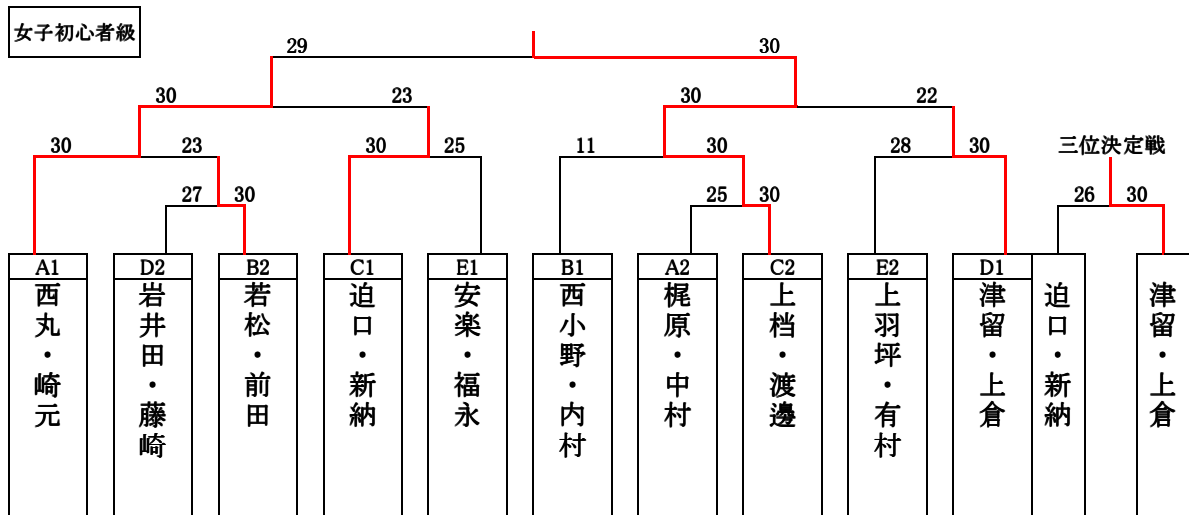 女子初心者級
29 30
30 23 30 22
30 23 30 25 11 30 28 30 三位決定戦
27 30 25 30 26 30
A1 D2 B2 C1 E1 B1 A2 C2 E2 D1
西丸・崎元
岩井田・藤崎
若松・前田
迫口・新納
安楽・福永
西小野・内村
梶原・中村
上档・渡邊
上羽坪・有村
津留・上倉
迫口・新納
津留・上倉